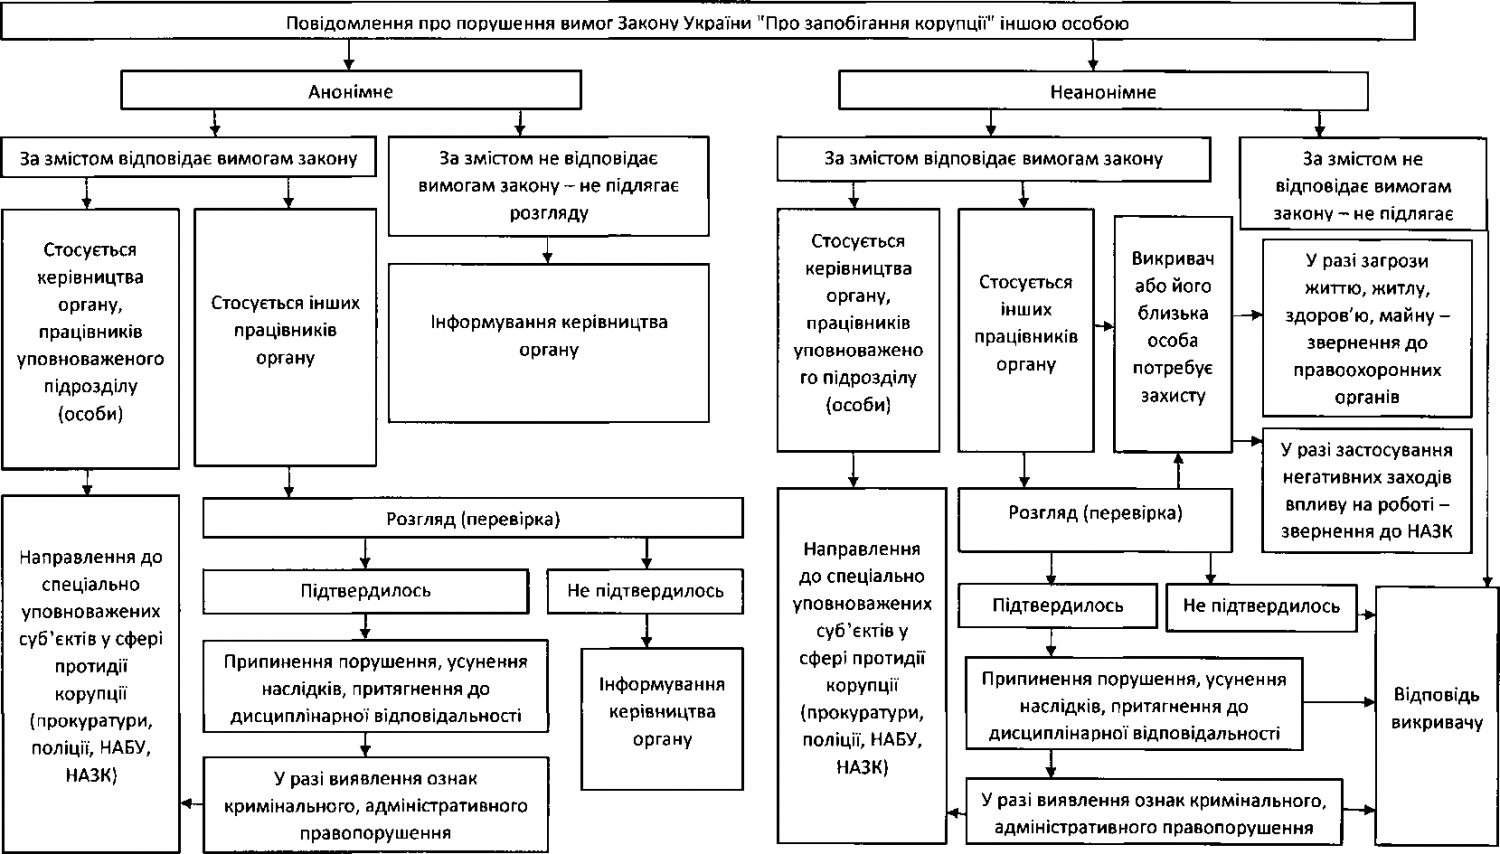 Повідомлення про порушення вимог Закону України "Про запобігання корупції" іншою особою
Анонімне
За змістом відповідає вимогам закону
За змістом не відповідає
вимогам закону – не підлягає
розгляду
Стосується
керівництва
органу,
працівників
уповноваженого
підрозділу
(особи)
Стосується інших
працівників
органу
Інформування керівництва
органу
Направлення до
спеціально
уповноважених
суб'єктів у сфері
протидії
корупції
(прокуратури,
поліції, НАБУ,
НАЗК)
Розгляд (перевірка)
Підтвердилось
Не підтвердилось
Припинення порушення, усунення
наслідків, притягнення до
дисциплінарної відповідальності
Інформування
керівництва
органу
У разі виявлення ознак
кримінального, адміністративного
правопорушення
Неанонімне
За змістом відповідає вимогам закону
За змістом не
відповідає вимогам
закону – не підлягає
Стосується
керівництва
органу,
працівників
уповноважено
го підрозділу
(особи)
Стосується
інших
працівників
органу
Викривач
або його
близька
особа
потребує
захисту
У разі загрози
життю, житлу,
здоров'ю, майну –
звернення до
правоохоронних
органів
У разі застосування
негативних заходів
впливу на роботі –
звернення до НАЗК
Направлення
до спеціально
уповноважених
суб'єктів у
сфері протидії
корупції
(прокуратури,
поліції, НАБУ,
НАЗК)
Розгляд (перевірка)
Підтвердилось
Не підтвердилось
Припинення порушення, усунення
наслідків, притягнення до
дисциплінарної відповідальності
У разі виявлення ознак кримінального,
адміністративного правопорушення
Відповідь
викривачу